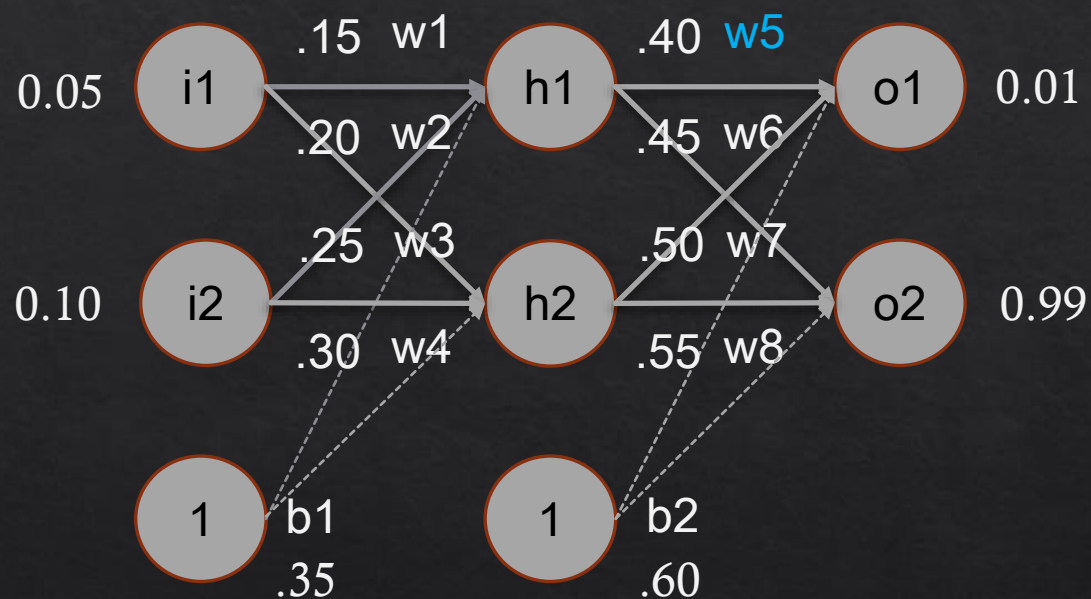 .15 w1 .40 w5
0.05 i1 h1 o1 0.01
.20 w2 .45 w6
.25 w3 .50 w7
0.10 i2 h2 o2 0.99
.30 w4 .55 w8
1 b1 1 b2
.35 .60